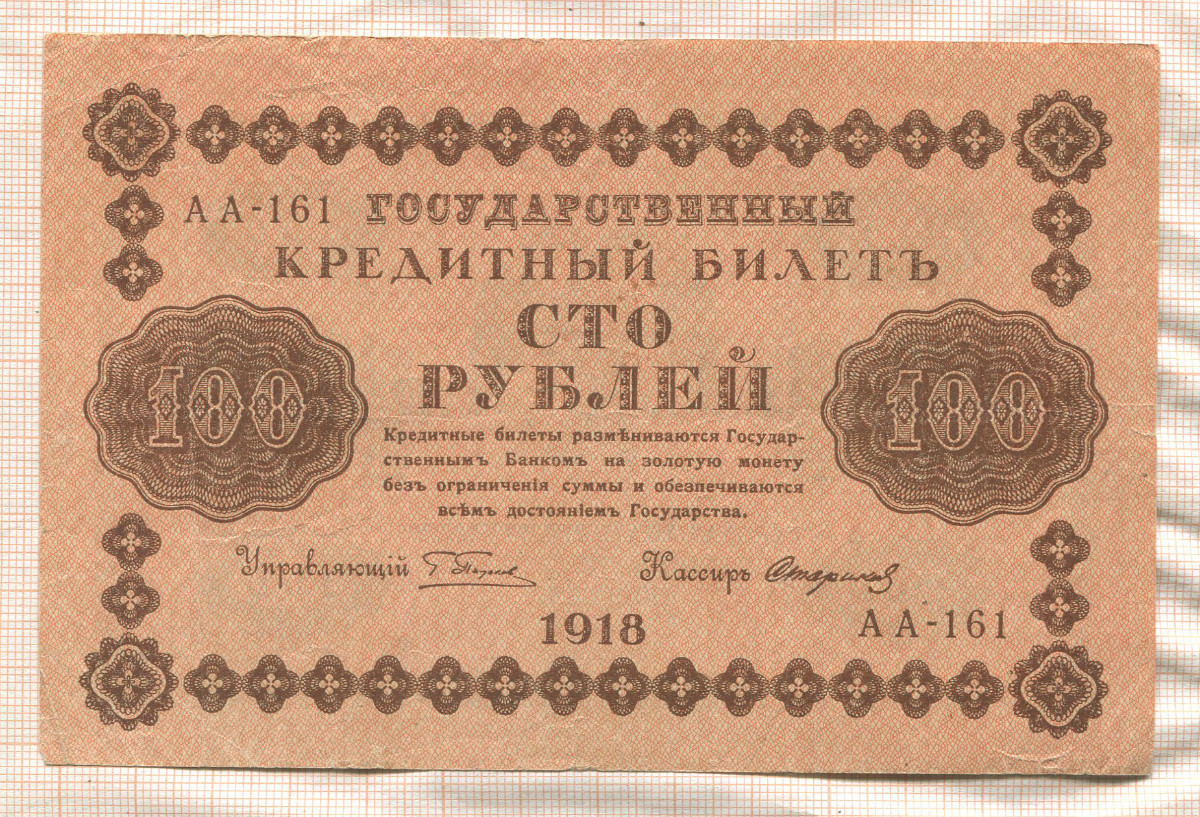 АА-161 ГОСУДАРСТВЕННЫЙ
КРЕДИТНЫЙ БИЛЕТЪ
СТО
РУБЛЕЙ
100 100
Кредитные билеты размѣниваются Государ-
ственнымъ Банкомъ на золотую монету
безъ ограниченія суммы и обезпечиваются
всѣмъ достояніемъ Государства.
Управляющій Кассиръ Стариков
1918
АА-161